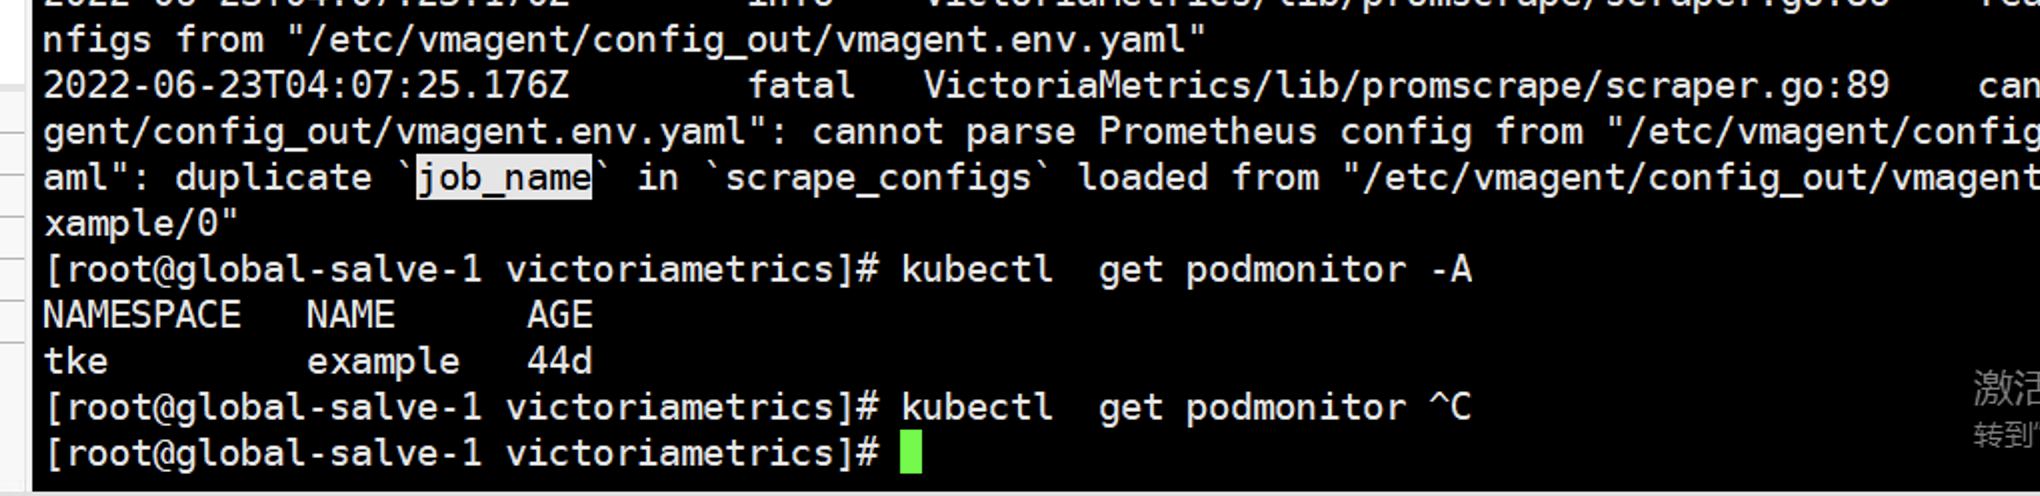 nfigs from "/etc/vmagent/config_out/vmagent.env.yaml"
2022-06-23T04:07:25.176Z fatal VictoriaMetrics/lib/promscrape/scraper.go:89 can
gent/config_out/vmagent.env.yaml": cannot parse Prometheus config from "/etc/vmagent/config
aml": duplicate `job_name` in `scrape_configs` loaded from "/etc/vmagent/config_out/vmagent
xample/0"
[root@global-salve-1 victoriametrics]# kubectl  get podmonitor -A
NAMESPACE NAME AGE
tke example 44d
[root@global-salve-1 victoriametrics]# kubectl  get podmonitor ^C
[root@global-salve-1 victoriametrics]#
激活
转到"